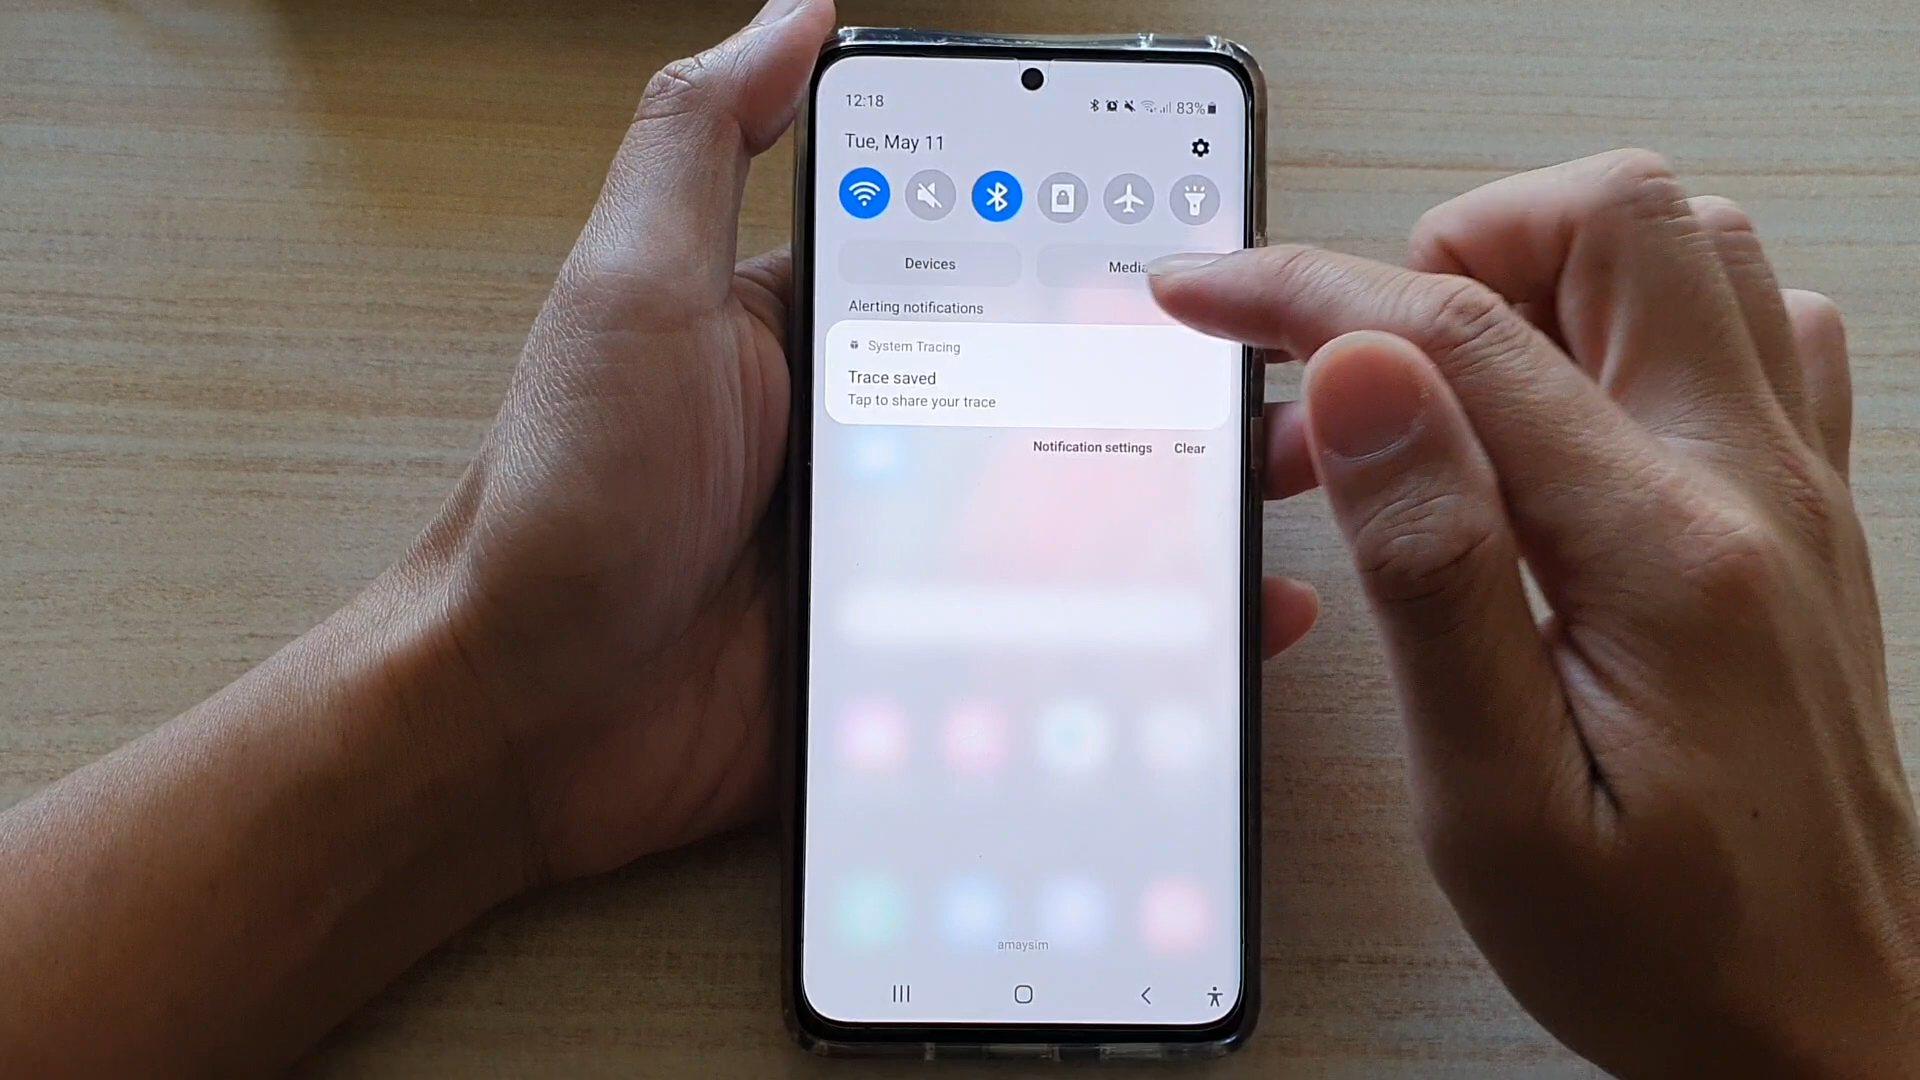 12:18
83%
Tue, May 11
Devices
Media
Alerting notifications
System Tracing
Trace saved
Tap to share your trace
Notification settings
Clear
amaysim